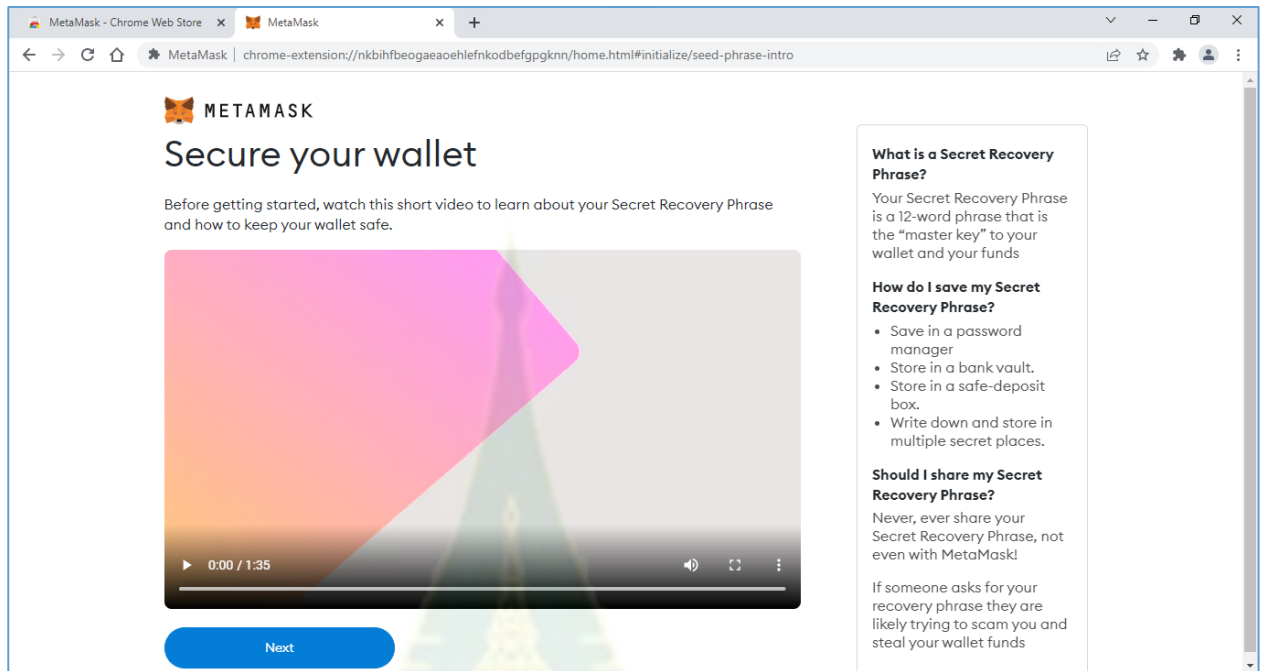 MetaMask - Chrome Web Store
MetaMask
MetaMask
chrome-extension://nkbihfbeogaeaoehlefnkodbefgpgknn/home.html#initialize/seed-phrase-intro
METAMASK
Secure your wallet
Before getting started, watch this short video to learn about your Secret Recovery Phrase
and how to keep your wallet safe.
0:00 / 1:35
Next
What is a Secret Recovery
Phrase?
Your Secret Recovery Phrase
is a 12-word phrase that is
the “master key” to your
wallet and your funds
How do I save my Secret
Recovery Phrase?
• Save in a password
manager
• Store in a bank vault.
• Store in a safe-deposit
box.
• Write down and store in
multiple secret places.
Should I share my Secret
Recovery Phrase?
Never, ever share your
Secret Recovery Phrase, not
even with MetaMask!
If someone asks for your
recovery phrase they are
likely trying to scam you and
steal your wallet funds